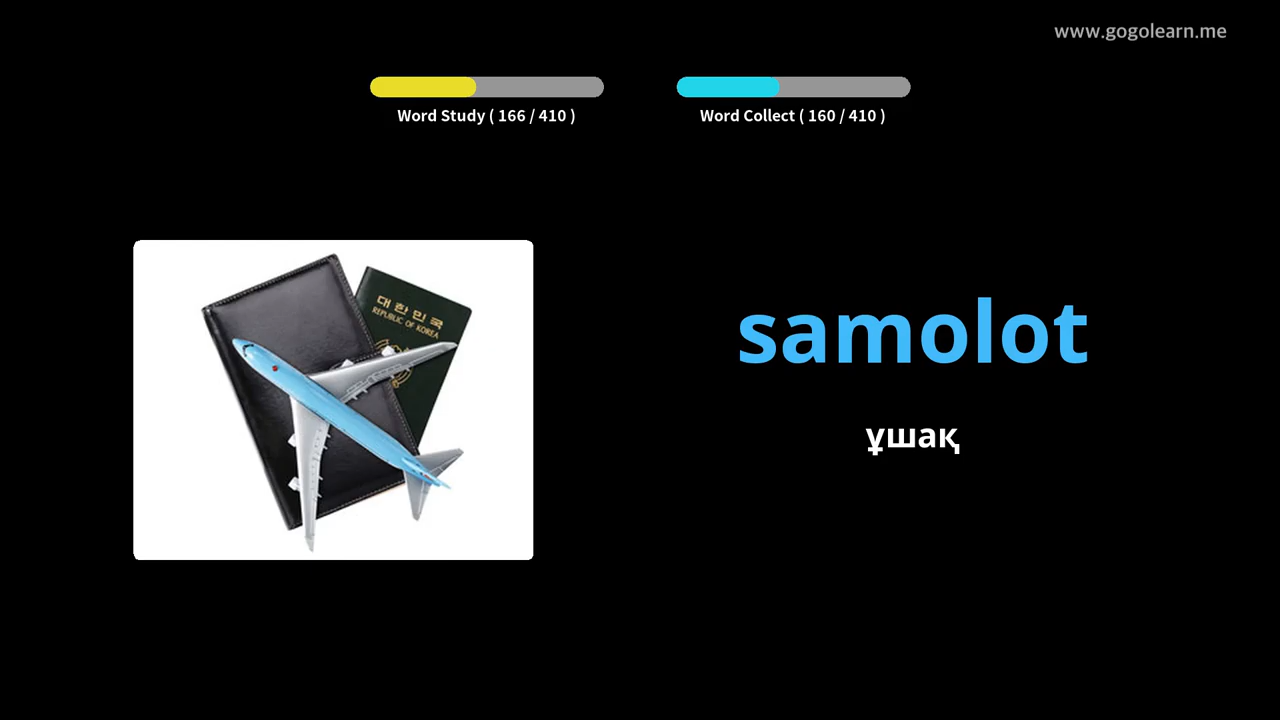 www.gogolearn.me
Word Study ( 166 / 410 )
Word Collect ( 160 / 410 )
대한민국
REPUBLIC OF KOREA
samolot
ұшақ